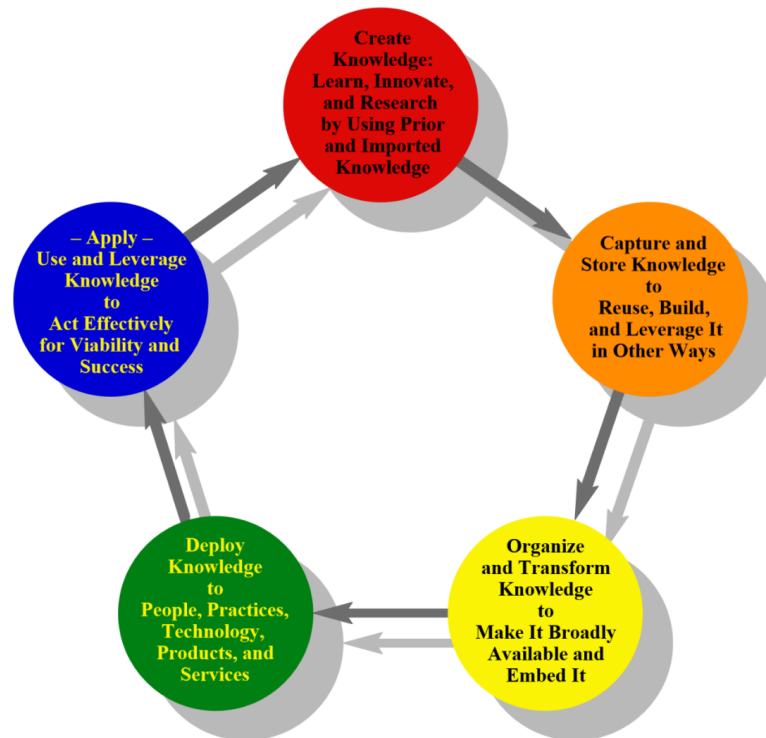 Create
Knowledge:
Learn, Innovate,
and Research
by Using Prior
and Imported
Knowledge
Capture and
Store Knowledge
to
Reuse, Build,
and Leverage It
in Other Ways
Organize
and Transform
Knowledge
to
Make It Broadly
Available and
Embed It
Deploy
Knowledge
to
People, Practices,
Technology,
Products, and
Services
– Apply –
Use and Leverage
Knowledge
to
Act Effectively
for Viability and
Success